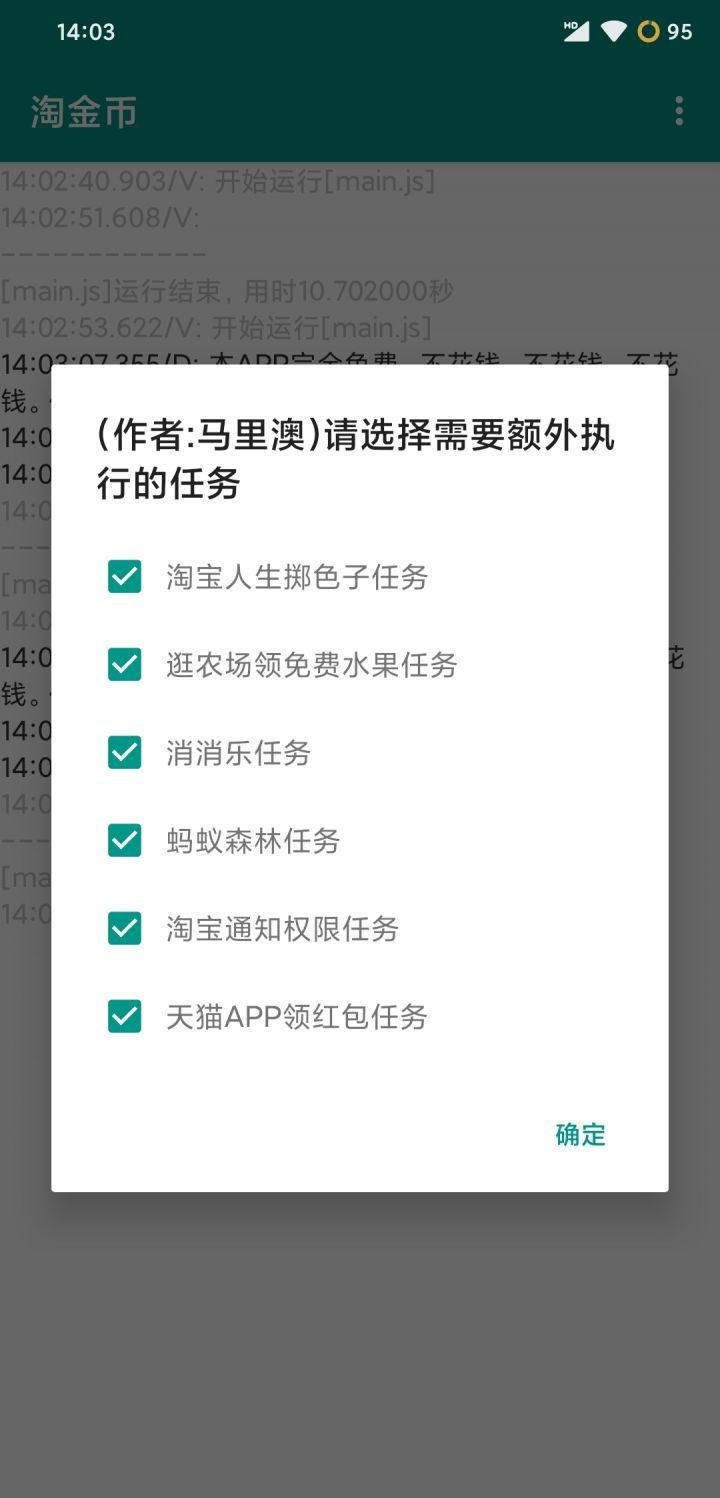 14:03
HD
95
淘金币
14:02:40.903/V: 开始运行[main.js]
14:02:51.608/V:
------------
[main.js]运行结束，用时10.702000秒
14:02:53.622/V: 开始运行[main.js]
14:03:07.355/D: 本APP完全免费，不花钱，不花钱，不花
钱。
14:0
14:0
14:0
---
[ma
14:0
14:0
花
钱。
14:0
14:0
14:0
---
[ma
14:0
(作者:马里澳)请选择需要额外执
行的任务
淘宝人生掷色子任务
逛农场领免费水果任务
消消乐任务
蚂蚁森林任务
淘宝通知权限任务
天猫APP领红包任务
确定